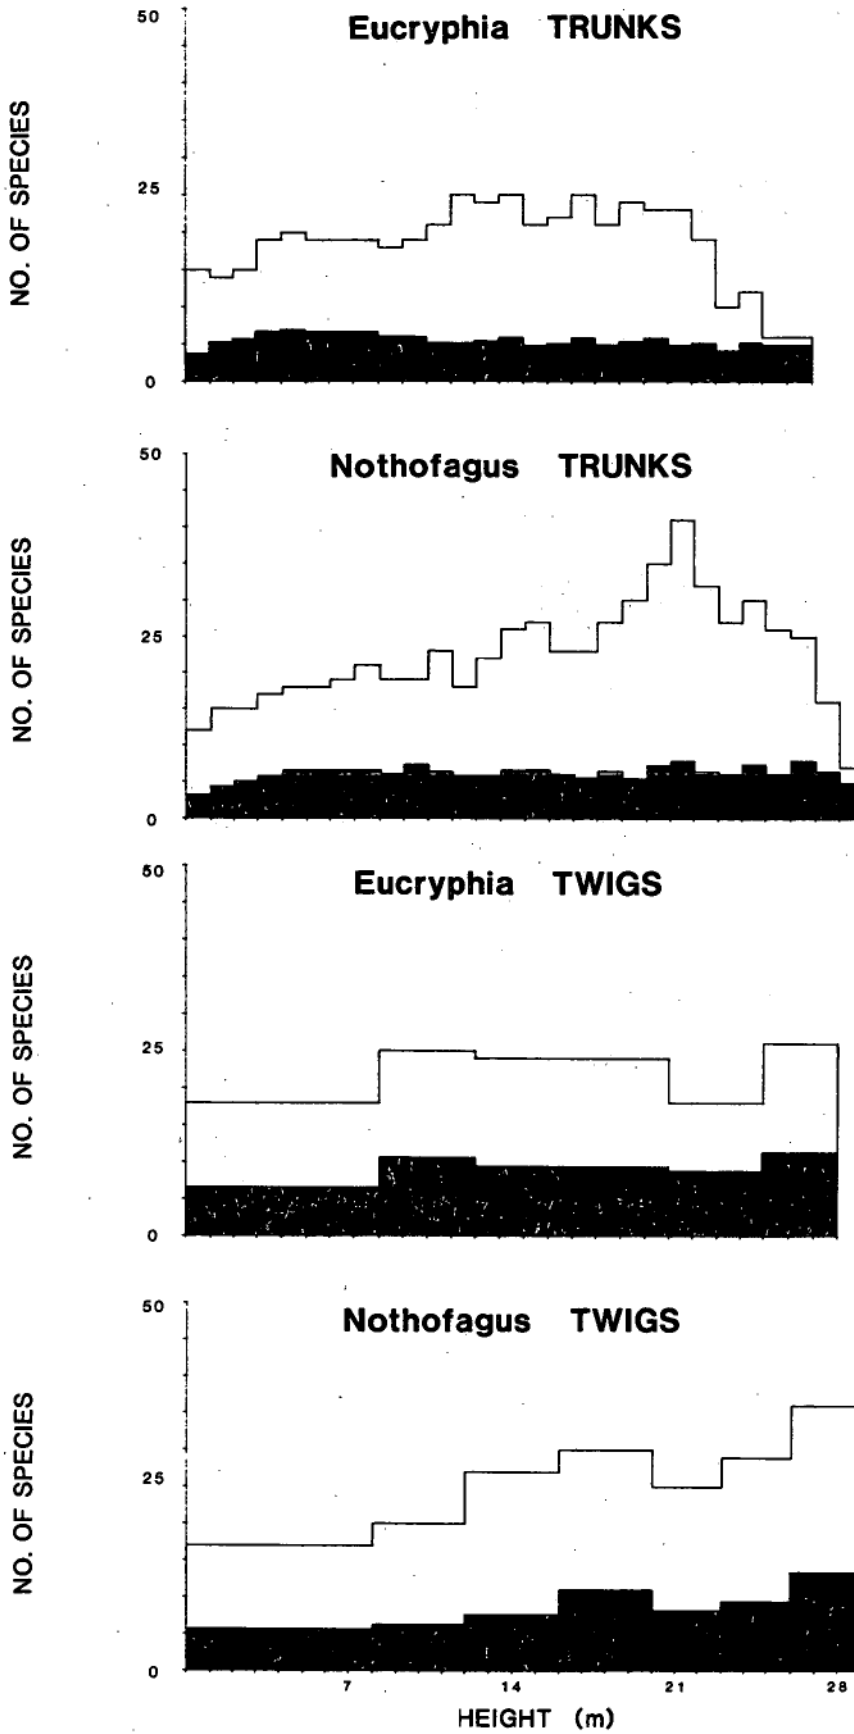 Eucryphia TRUNKS
50
25
0
NO. OF SPECIES
Nothofagus TRUNKS
50
25
0
NO. OF SPECIES
Eucryphia TWIGS
50
25
0
NO. OF SPECIES
Nothofagus TWIGS
50
25
0
NO. OF SPECIES
7 14 21 28
HEIGHT (m)